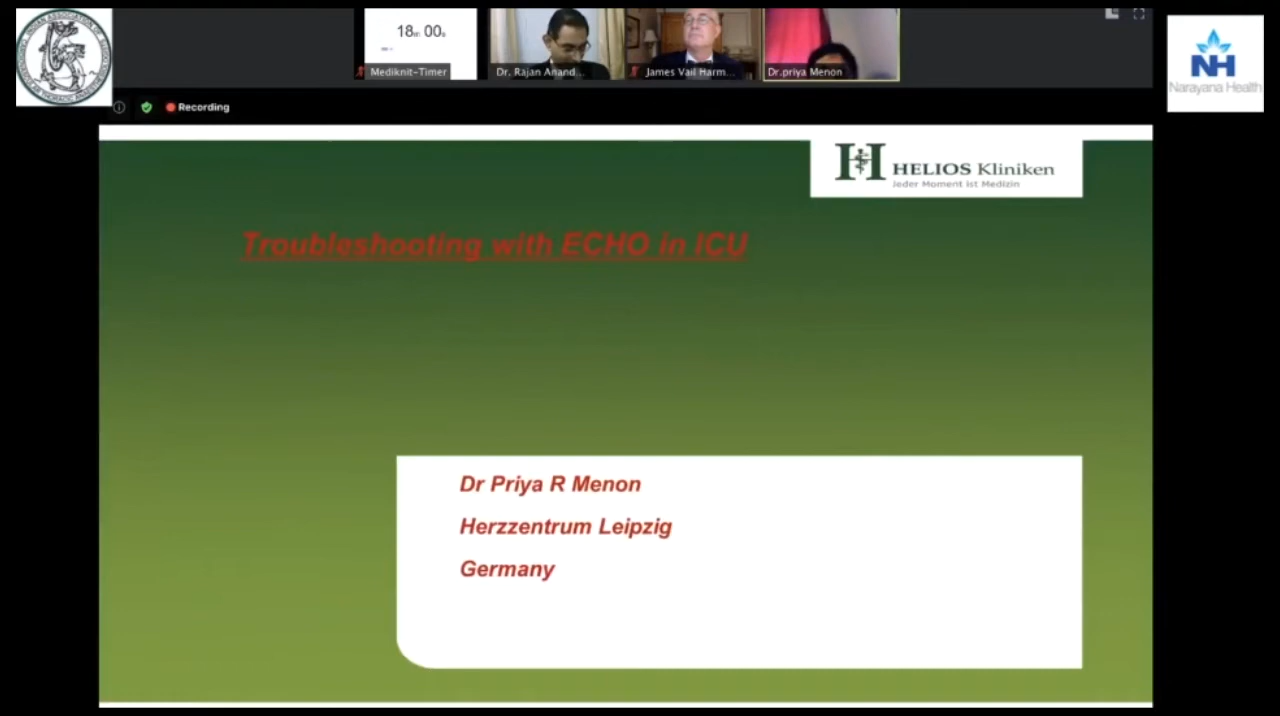 18m 00s
Mediknit-Timer
Dr. Rajan Anand...
James Vail Harm...
Dr.priya Menon
Recording
NH
Narayana Health
HELIOS Kliniken
Jeder Moment ist Medizin
Troubleshooting with ECHO in ICU
Dr Priya R Menon
Herzzentrum Leipzig
Germany